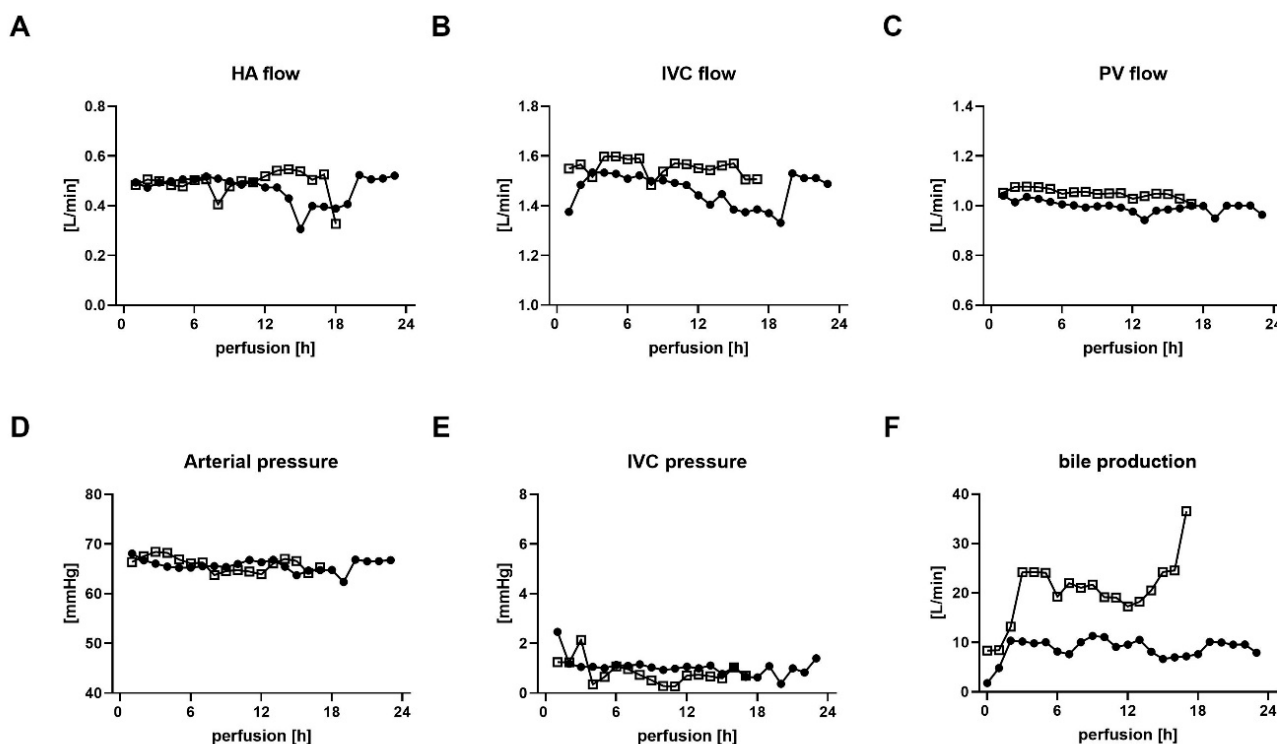 A
HA flow
[L/min]
0.8
0.6
0.4
0.2
0.0
0 6 12 18 24
perfusion [h]
B
IVC flow
[L/min]
1.8
1.6
1.4
1.2
1.0
0 6 12 18 24
perfusion [h]
C
PV flow
[L/min]
1.4
1.2
1.0
0.8
0.6
0 6 12 18 24
perfusion [h]
D
Arterial pressure
[mmHg]
80
70
60
50
40
0 6 12 18 24
perfusion [h]
E
IVC pressure
[mmHg]
8
6
4
2
0
0 6 12 18 24
perfusion [h]
F
bile production
[L/min]
40
30
20
10
0
0 6 12 18 24
perfusion [h]